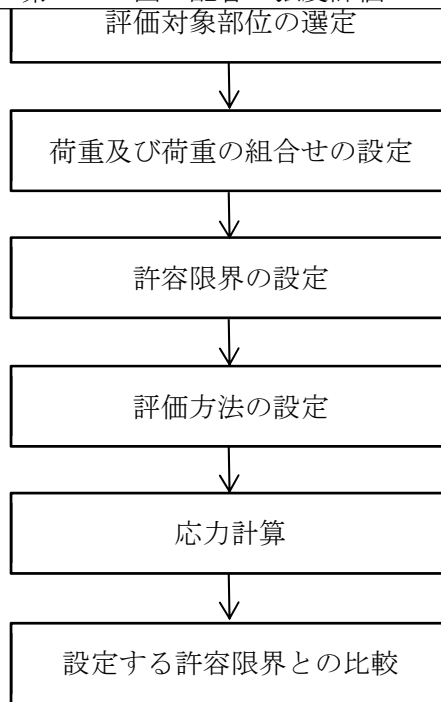 評価対象部位の選定
荷重及び荷重の組合せの設定
許容限界の設定
評価方法の設定
応力計算
設定する許容限界との比較